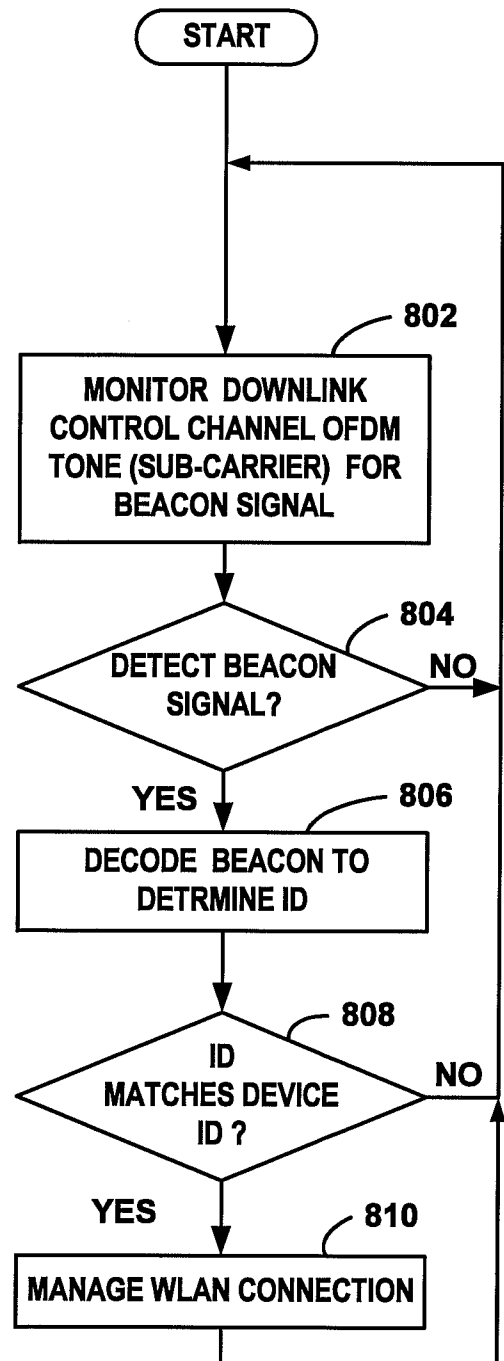 START
802
MONITOR DOWNLINK
CONTROL CHANNEL OFDM
TONE (SUB-CARRIER) FOR
BEACON SIGNAL
804
DETECT BEACON
SIGNAL?
NO
YES
806
DECODE BEACON TO
DETRMINE ID
808
ID
MATCHES DEVICE
ID ?
NO
YES
810
MANAGE WLAN CONNECTION